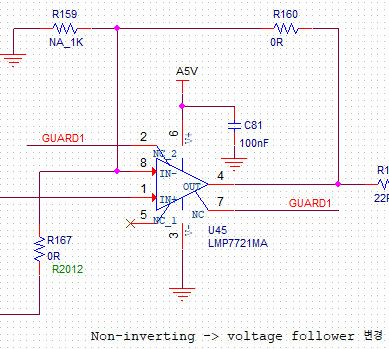 R159
R160
NA_1K
0R
A5V
C81
100nF
GUARD1
2
6
V+
NC_2
8
IN-
4
OUT
1
IN+
R1
22R
5
NC_1
NC
7
GUARD1
3
V-
U45
LMP7721MA
R167
0R
R2012
Non-inverting -> voltage follower 변경